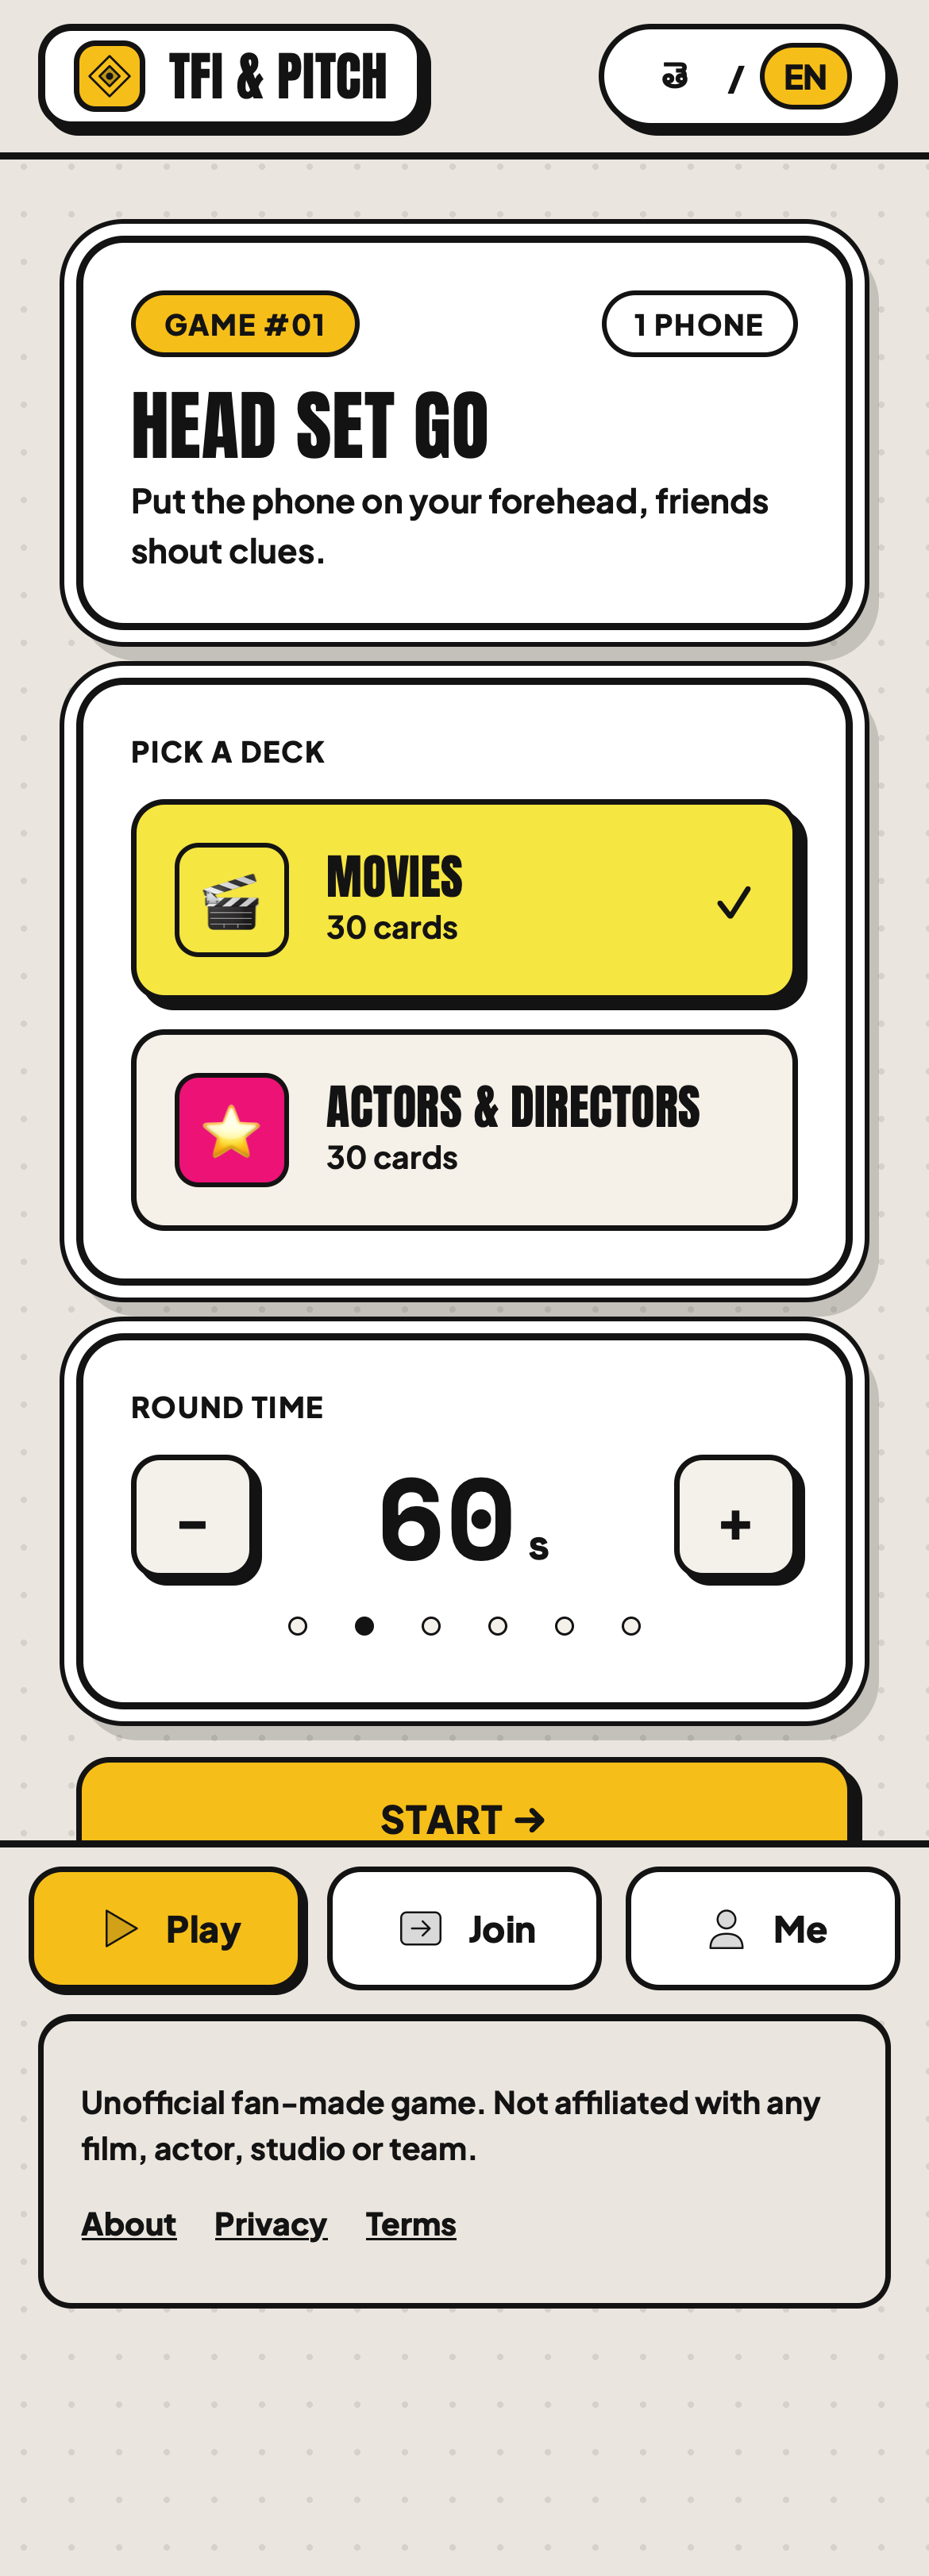 TFI & PITCH
తె / EN
GAME #01
1 PHONE
HEAD SET GO
Put the phone on your forehead, friends
shout clues.
PICK A DECK
MOVIES
30 cards
ACTORS & DIRECTORS
30 cards
ROUND TIME
−
60 s
+
START →
Play
Join
Me
Unofficial fan-made game. Not affiliated with any
film, actor, studio or team.
About Privacy Terms